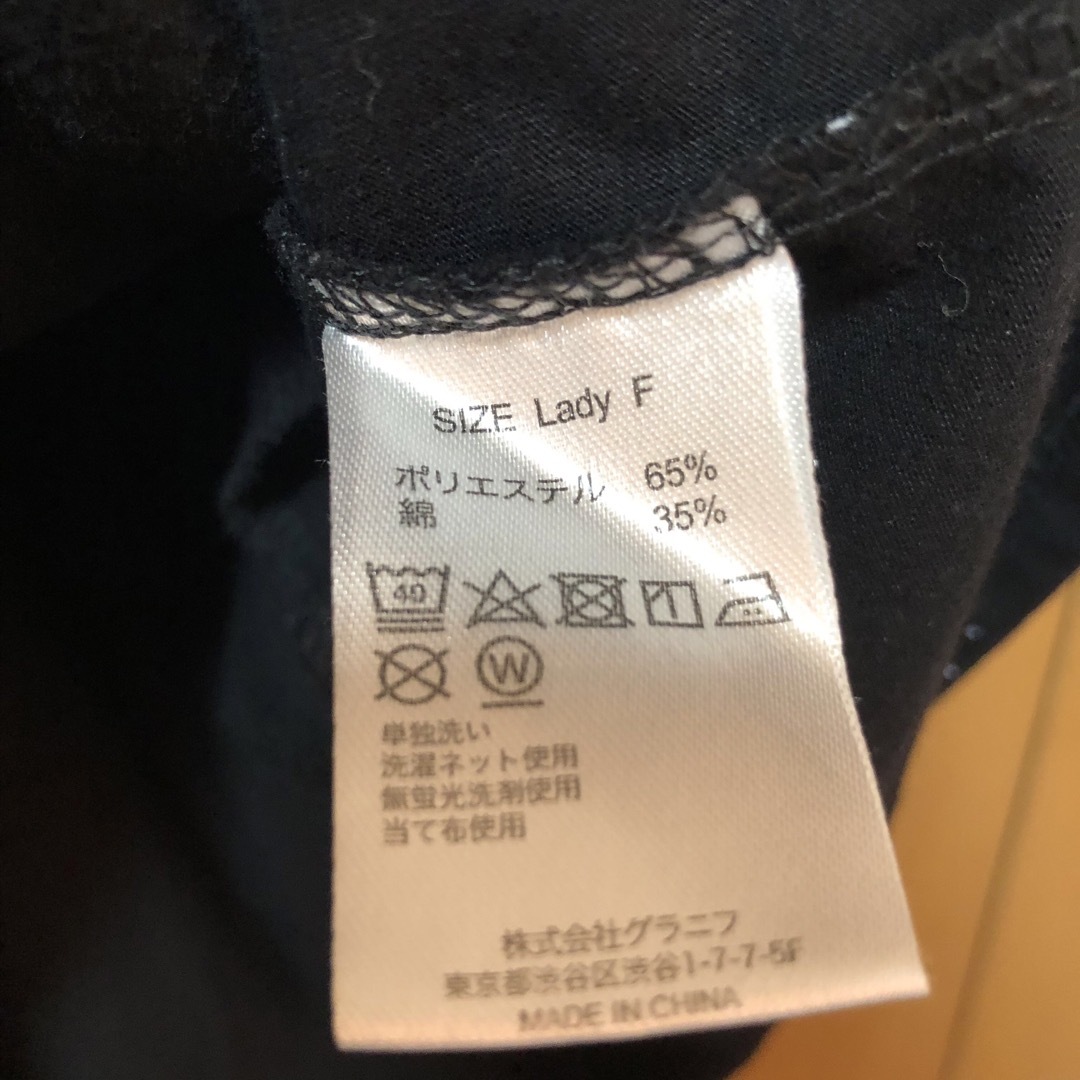 SIZE Lady F
ポリエステル 65%
綿 35%
40
W
単独洗い
洗濯ネット使用
無蛍光洗剤使用
当て布使用
株式会社グラニフ
東京都渋谷区渋谷1-7-7-5F
MADE IN CHINA